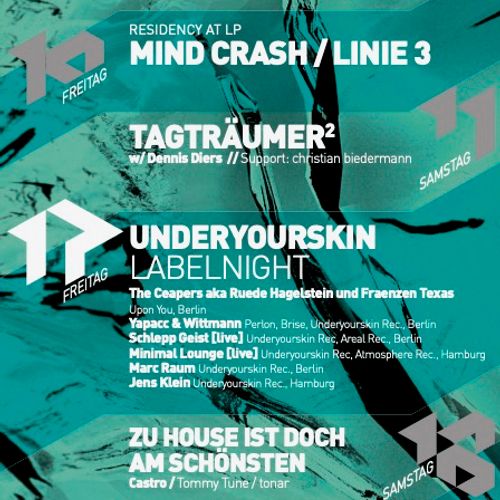 RESIDENCY AT LP
MIND CRASH / LINIE 3
10
FREITAG
TAGTRÄUMER²
w/ Dennis Diers // Support: christian biedermann
11
SAMSTAG
17
FREITAG
UNDERYOURSKIN
LABELNIGHT
The Ceapers aka Ruede Hagelstein und Fraenzen Texas
Upon You, Berlin
Yapacc & Wittmann Perlon, Brise, Underyourskin Rec., Berlin
Schlepp Geist [live] Underyourskin Rec, Areal Rec., Berlin
Minimal Lounge [live] Underyourskin Rec, Atmosphere Rec., Hamburg
Marc Raum Underyourskin Rec., Berlin
Jens Klein Underyourskin Rec., Hamburg
ZU HOUSE IST DOCH
AM SCHÖNSTEN
Castro / Tommy Tune / tonar
18
SAMSTAG